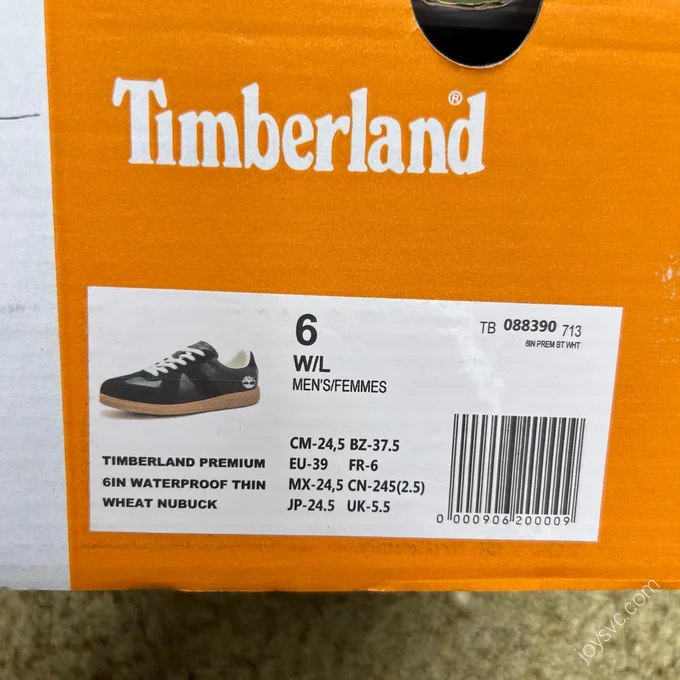 Timberland®
6
W/L
MEN'S/FEMMES
TB 088390 713
6IN PREM BT WHT
TIMBERLAND PREMIUM
6IN WATERPROOF THIN
WHEAT NUBUCK
CM-24,5 BZ-37.5
EU-39 FR-6
MX-24,5 CN-245(2.5)
JP-24.5 UK-5.5
0 000906 200009
joysvc.com